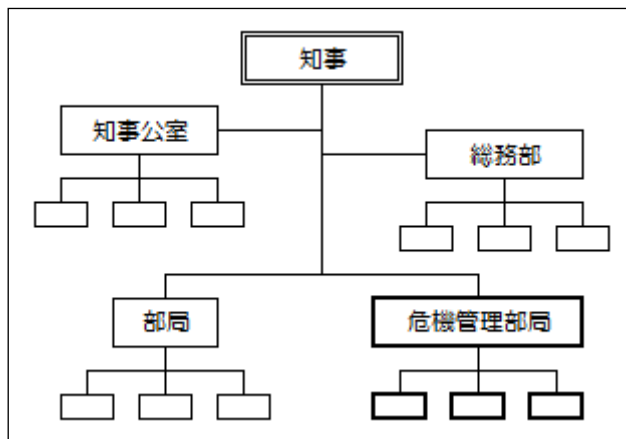 知事
知事公室
総務部
部局
危機管理部局